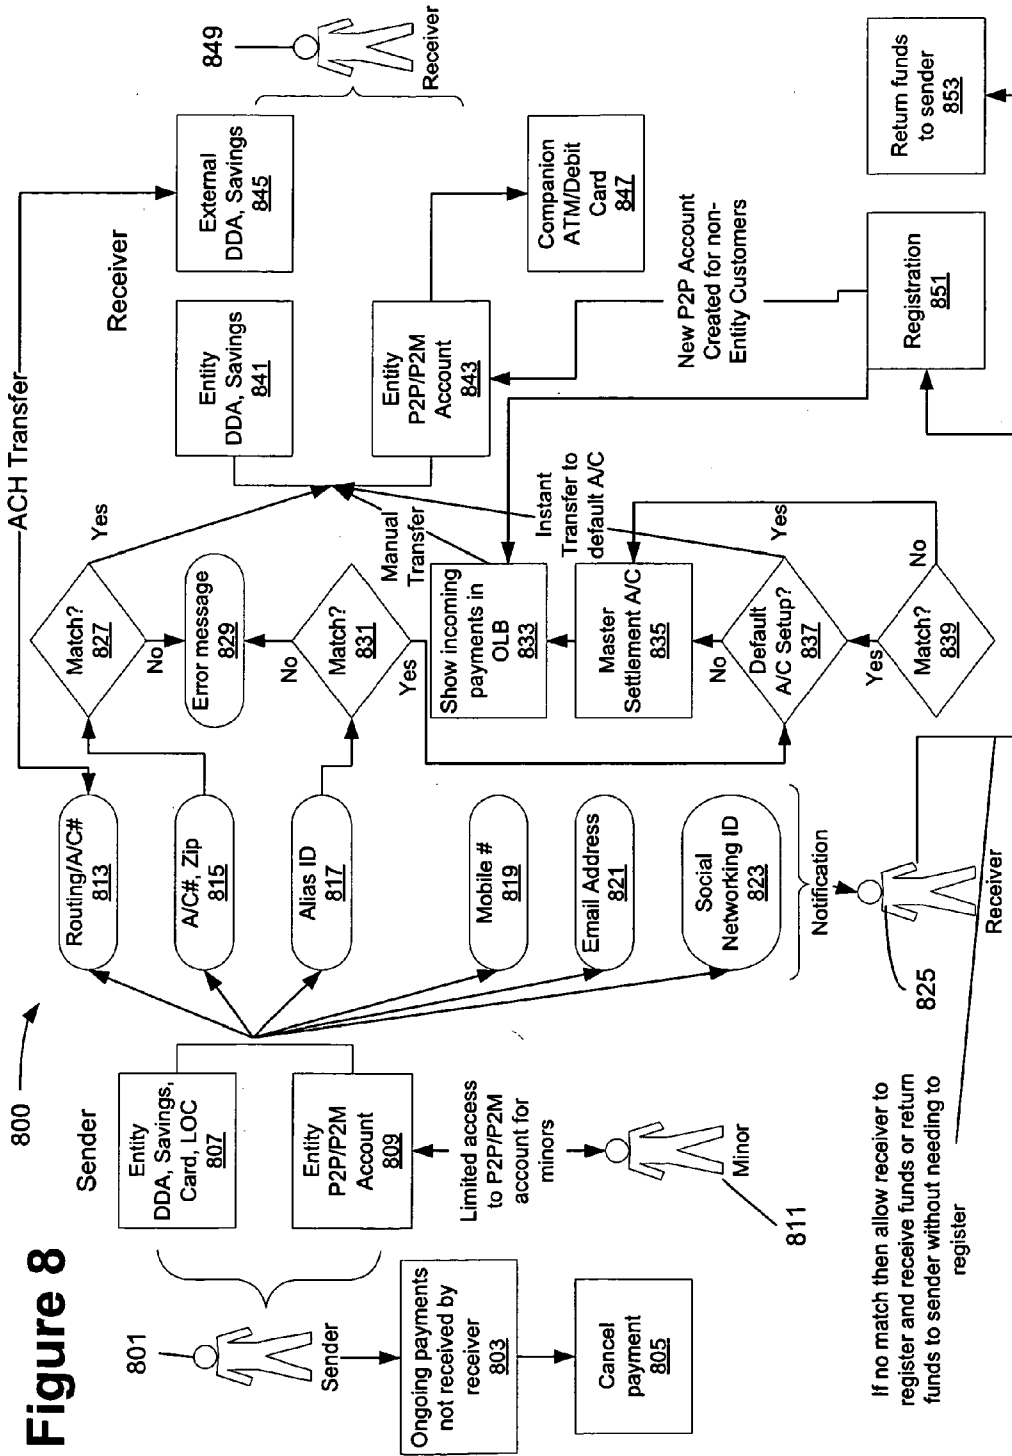 Figure 8
800
801
Sender
Ongoing payments
not received by
receiver
803
Cancel
payment
805
Sender
Entity
DDA, Savings,
Card, LOC
807
Entity
P2P/P2M
Account
809
Limited access
to P2P/P2M
account for
minors
Minor
811
If no match then allow receiver to
register and receive funds or return
funds to sender without needing to
register
Routing/A/C#
813
A/C#, Zip
815
Alias ID
817
Mobile #
819
Email Address
821
Social
Networking ID
823
Notification
825
Receiver
ACH Transfer
Match?
827
Yes
No
Error message
829
No
Match?
831
Yes
Manual
Transfer
Show incoming
payments in
OLB
833
Instant
Transfer to
default A/C
Master
Settlement A/C
835
No
Default
A/C Setup?
837
Yes
Yes
Match?
839
No
Receiver
Entity
DDA, Savings
841
Entity
P2P/P2M
Account
843
External
DDA, Savings
845
Companion
ATM/Debit
Card
847
849
Receiver
New P2P Account
Created for non-
Entity Customers
Registration
851
Return funds
to sender
853